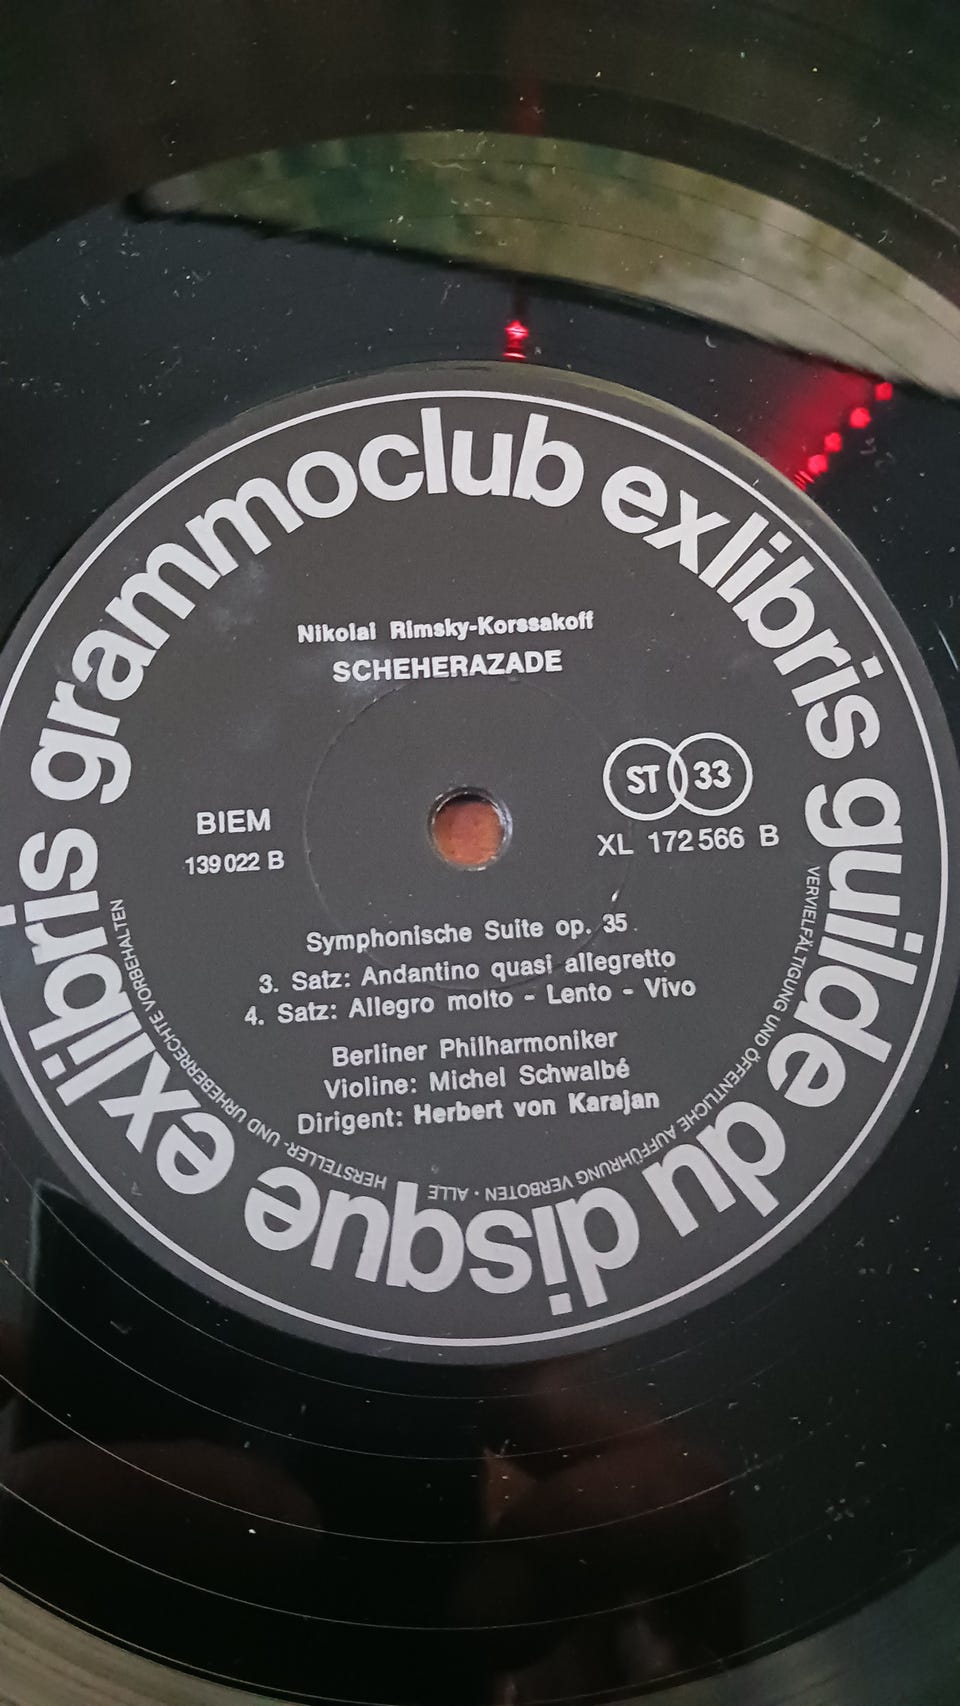 grammoclub exlibris guilde du disque exlibris
Nikolai Rimsky-Korssakoff
SCHEHERAZADE
ST 33
BIEM
139 022 B
XL 172 566 B
Symphonische Suite op. 35
3. Satz: Andantino quasi allegretto
4. Satz: Allegro molto - Lento - Vivo
Berliner Philharmoniker
Violine: Michel Schwalbé
Dirigent: Herbert von Karajan
VERVIELFÄLTIGUNG UND ÖFFENTLICHE AUFFÜHRUNG VERBOTEN · ALLE HERSTELLER- UND URHEBERRECHTE VORBEHALTEN